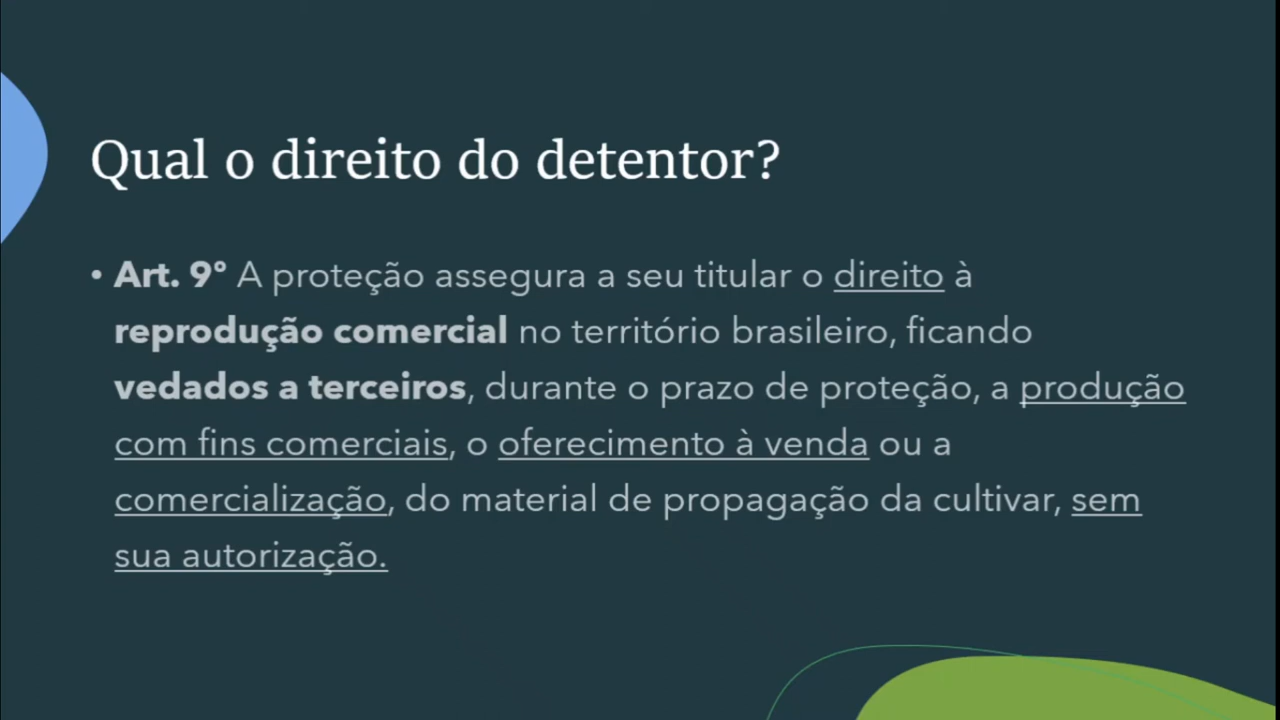 Qual o direito do detentor?
• Art. 9º A proteção assegura a seu titular o direito à
reprodução comercial no território brasileiro, ficando
vedados a terceiros, durante o prazo de proteção, a produção
com fins comerciais, o oferecimento à venda ou a
comercialização, do material de propagação da cultivar, sem
sua autorização.